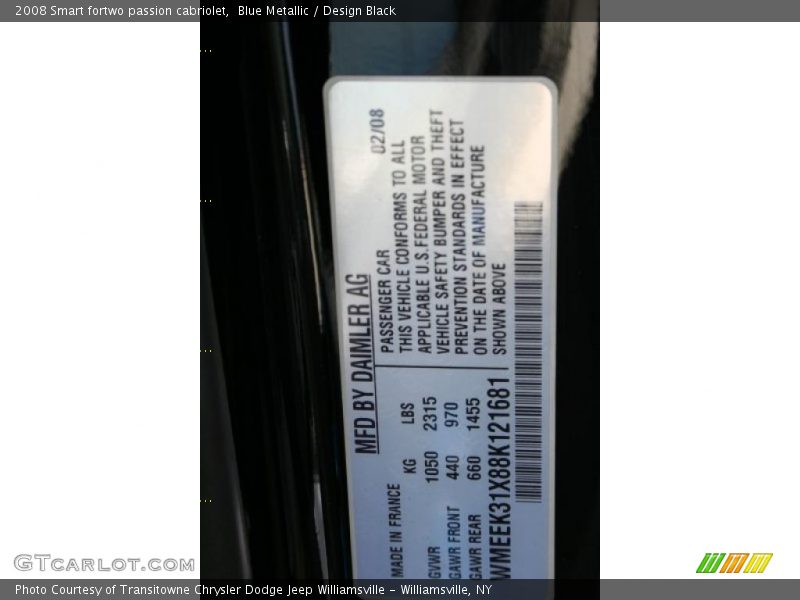 2008 Smart fortwo passion cabriolet,  Blue Metallic / Design Black
MFD BY DAIMLER AG
02/08
PASSENGER CAR
THIS VEHICLE CONFORMS TO ALL
APPLICABLE U.S. FEDERAL MOTOR
VEHICLE SAFETY BUMPER AND THEFT
PREVENTION STANDARDS IN EFFECT
ON THE DATE OF MANUFACTURE
SHOWN ABOVE
MADE IN FRANCE
KG LBS
GVWR 1050 2315
GAWR FRONT 440 970
GAWR REAR 660 1455
WMEEK31X88K121681
GTcarlot.com
Photo Courtesy of Transitowne Chrysler Dodge Jeep Williamsville - Williamsville, NY